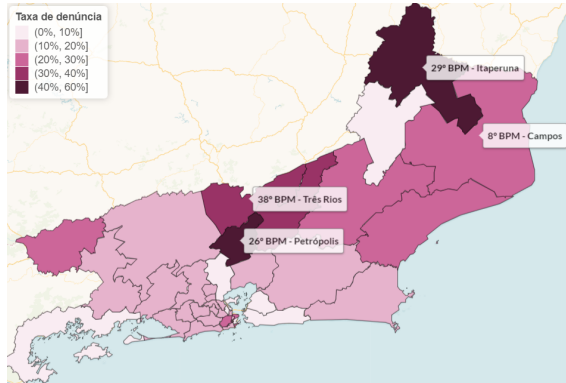 Taxa de denúncia
(0%, 10%]
(10%, 20%]
(20%, 30%]
(30%, 40%]
(40%, 60%]
29º BPM - Itaperuna
8º BPM - Campos
38º BPM - Três Rios
26º BPM - Petrópolis